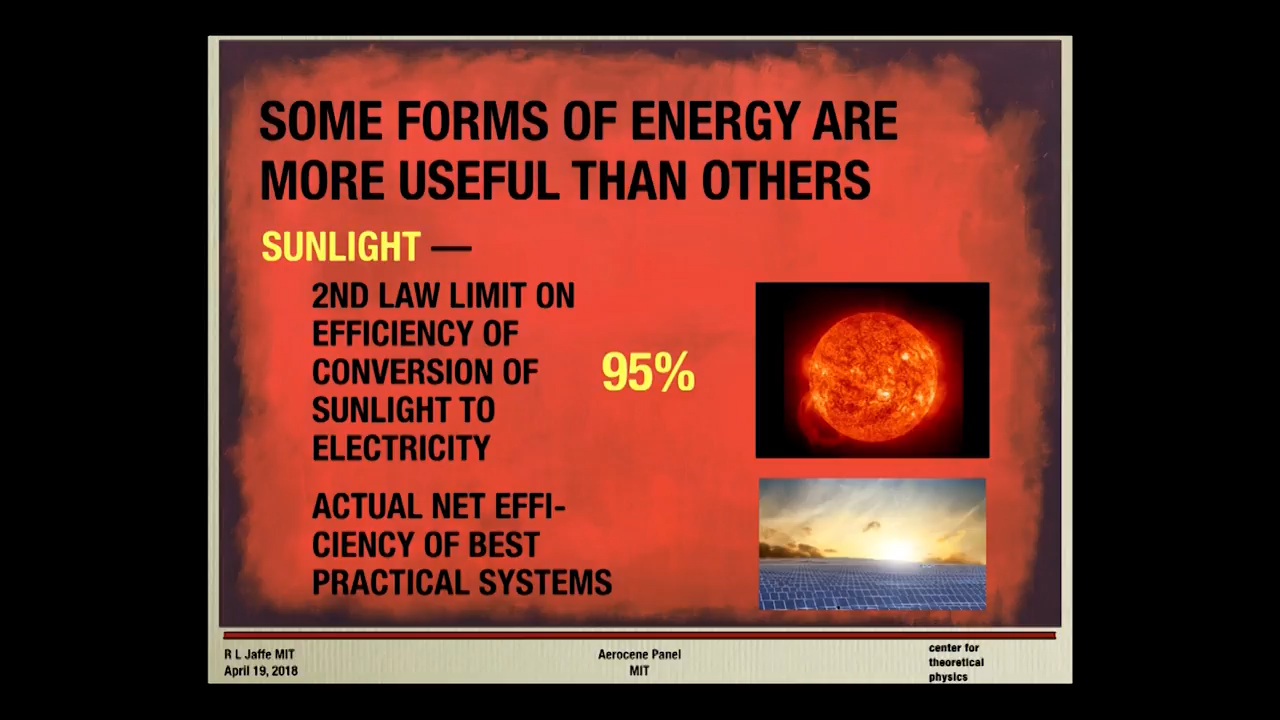 SOME FORMS OF ENERGY ARE
MORE USEFUL THAN OTHERS
SUNLIGHT —
2ND LAW LIMIT ON
EFFICIENCY OF
CONVERSION OF
SUNLIGHT TO
ELECTRICITY
95%
ACTUAL NET EFFI-
CIENCY OF BEST
PRACTICAL SYSTEMS
R L Jaffe MIT
April 19, 2018
Aerocene Panel
MIT
center for
theoretical
physics